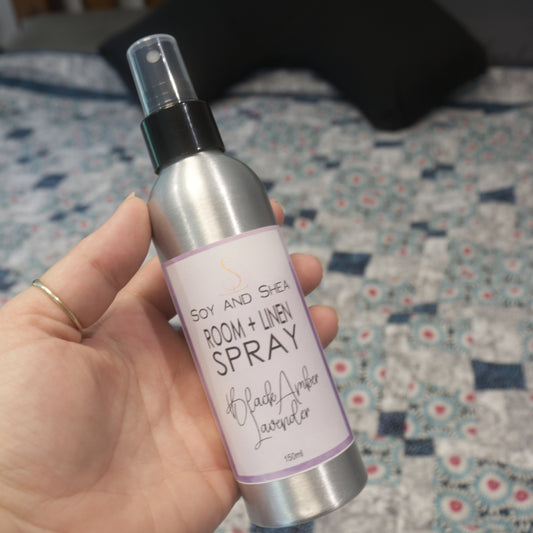 Soy and Shea
ROOM + LINEN
SPRAY
Black Amber
Lavender
150ml